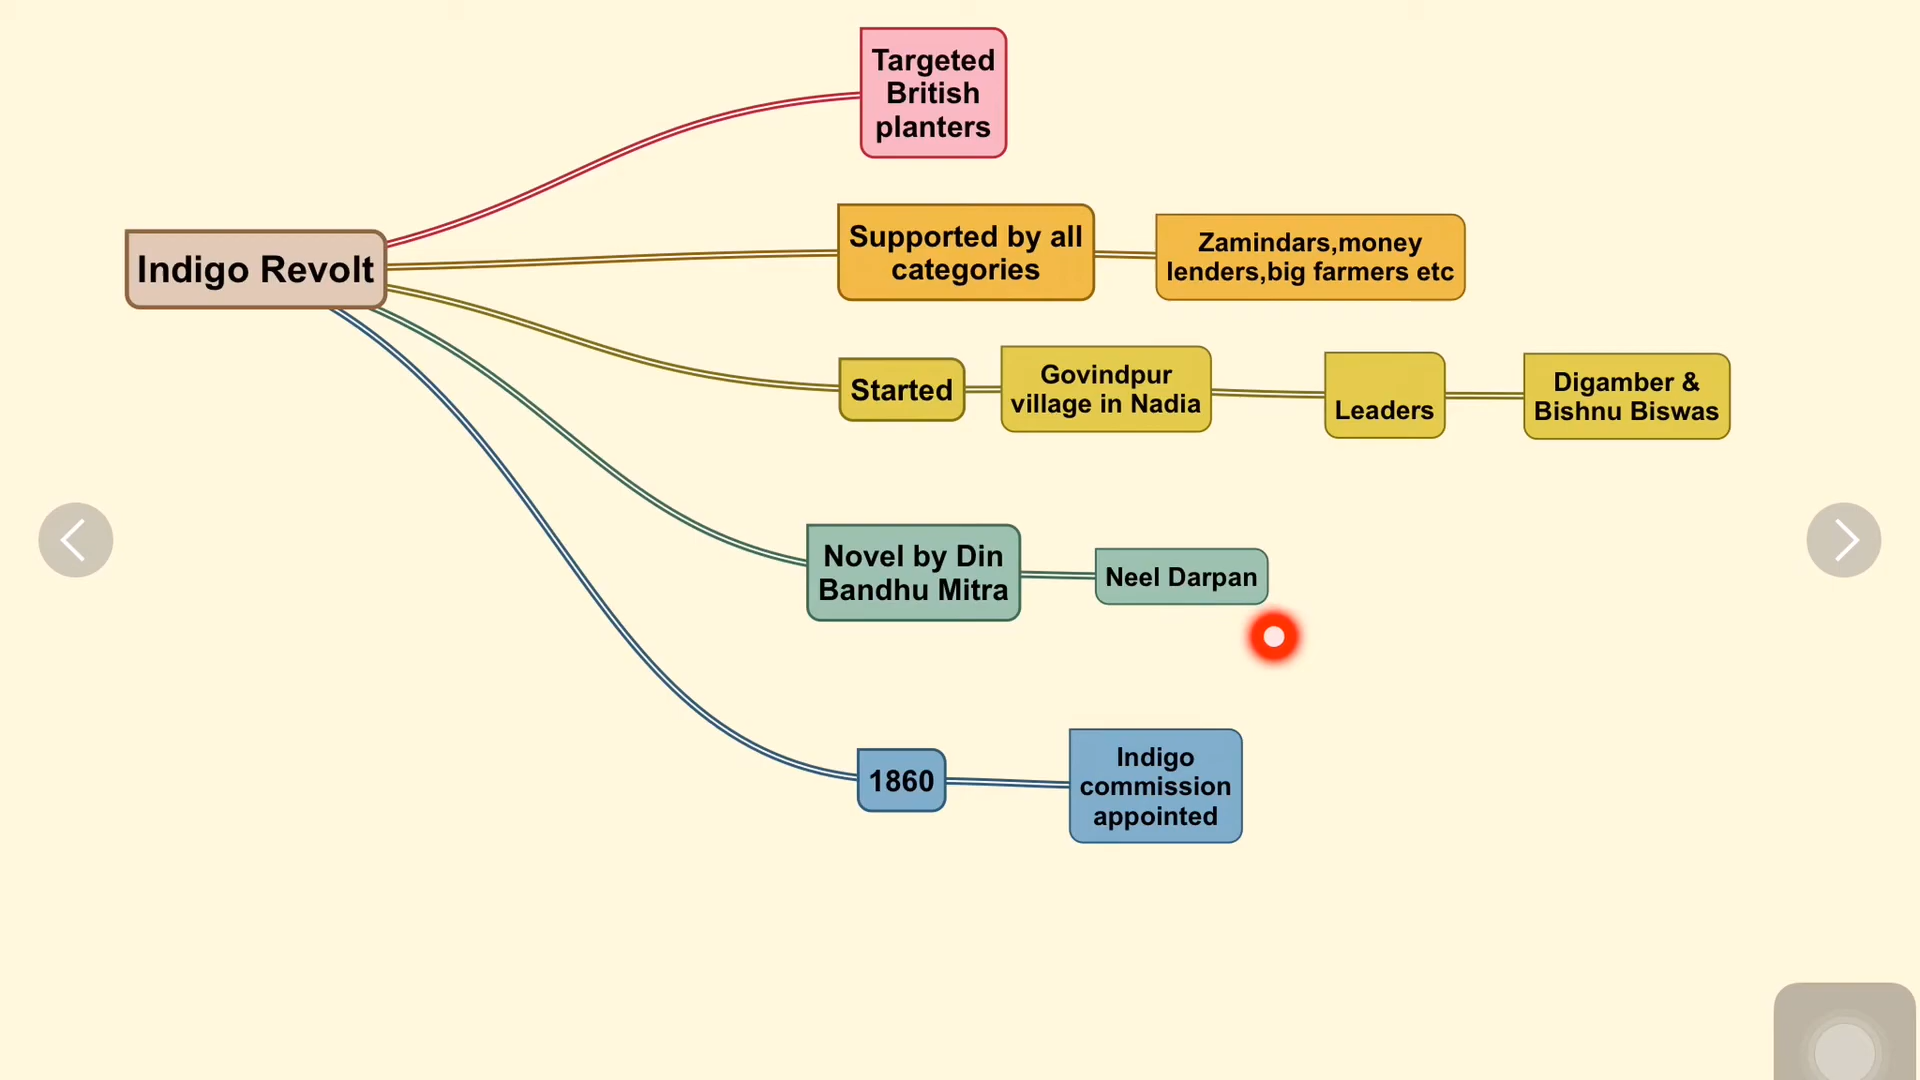 Targeted
British
planters
Indigo Revolt
Supported by all
categories
Zamindars,money
lenders,big farmers etc
Started
Govindpur
village in Nadia
Leaders
Digamber &
Bishnu Biswas
Novel by Din
Bandhu Mitra
Neel Darpan
1860
Indigo
commission
appointed